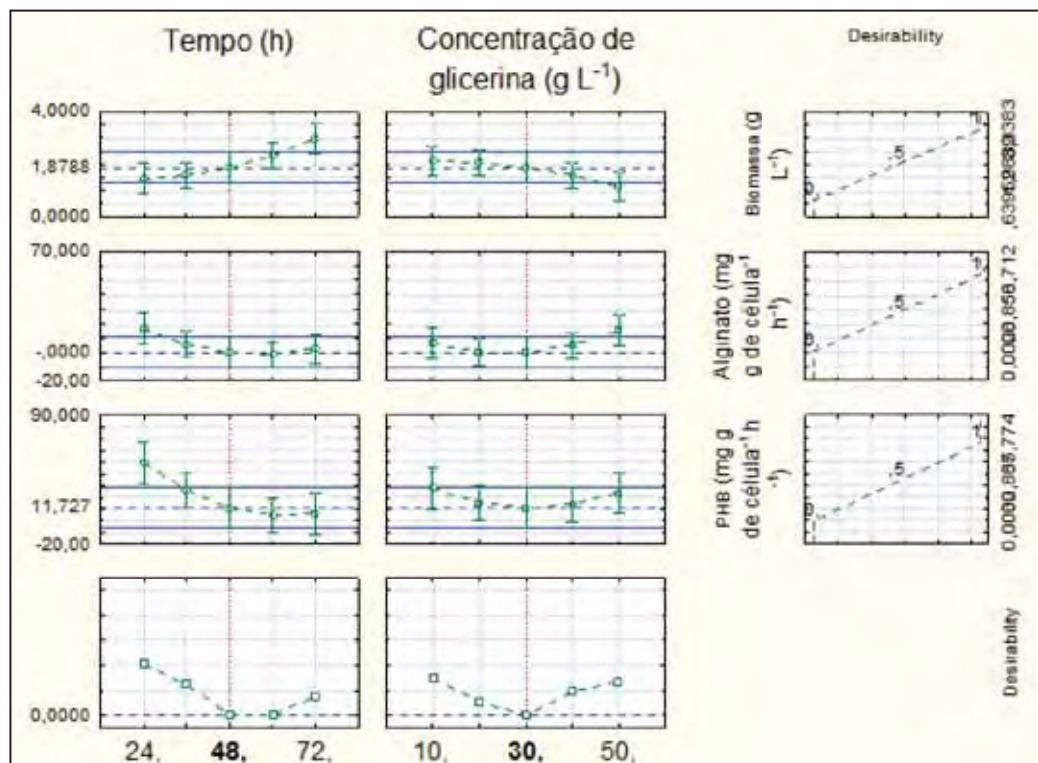 Tempo (h)
Concentração de
glicerina (g L⁻¹)
Desirability
4,0000
1,8788
0,0000
Biomassa (g
L⁻¹)
0
,5
1,
70,000
-,0000
-20,00
Alginato (mg
g de célula⁻¹
h⁻¹)
0
,5
1,
90,000
11,727
-20,00
PHB (mg g
de célula⁻¹ h
⁻¹)
0
,5
1,
0,0000
Desirability
24,
48,
72,
10,
30,
50,